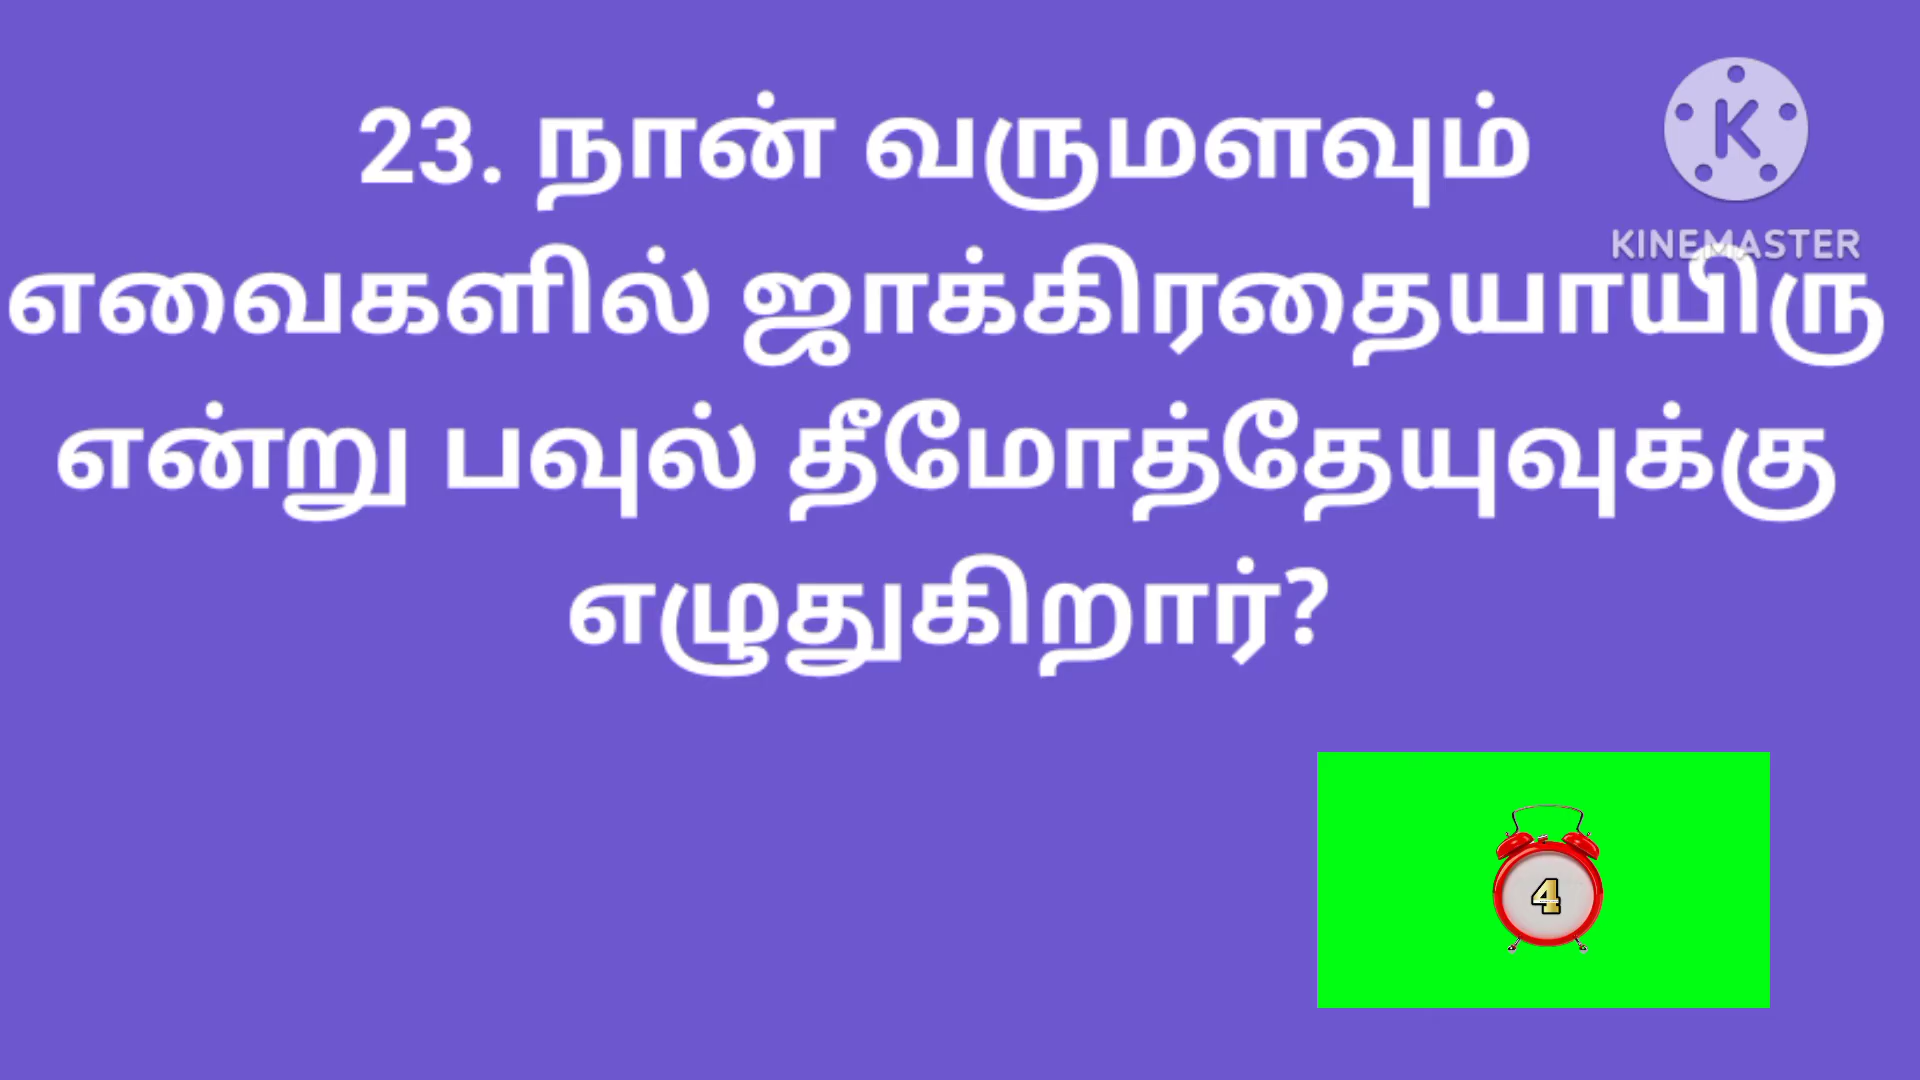 23. நான் வருமளவும்
KINEMASTER
எவைகளில் ஜாக்கிரதையாயிரு
என்று பவுல் தீமோத்தேயுவுக்கு
எழுதுகிறார்?
4